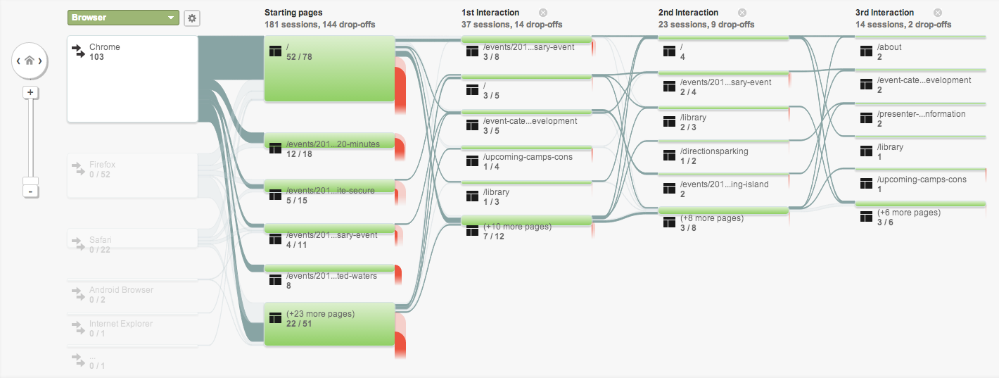 Browser
Starting pages
181 sessions, 144 drop-offs
1st Interaction
37 sessions, 14 drop-offs
2nd Interaction
23 sessions, 9 drop-offs
3rd Interaction
14 sessions, 2 drop-offs
Chrome
103
Firefox
0 / 52
Safari
0 / 22
Android Browser
0 / 2
Internet Explorer
0 / 1
...
0 / 1
+
-
/
52 / 78
/events/201...20-minutes
12 / 18
/events/201...ite-secure
5 / 15
/events/201...sary-event
4 / 11
/events/201...ted-waters
8
(+23 more pages)
22 / 51
/events/201...sary-event
3 / 8
/
3 / 5
/event-cate...evelopment
3 / 5
/upcoming-camps-cons
1 / 4
/library
1 / 3
(+10 more pages)
7 / 12
/
4
/events/201...sary-event
2 / 4
/library
2 / 3
/directionsparking
1 / 2
/events/201...ing-island
2
(+8 more pages)
3 / 8
/about
2
/event-cate...evelopment
2
/presenter-...nformation
2
/library
1
/upcoming-camps-cons
1
(+6 more pages)
3 / 6